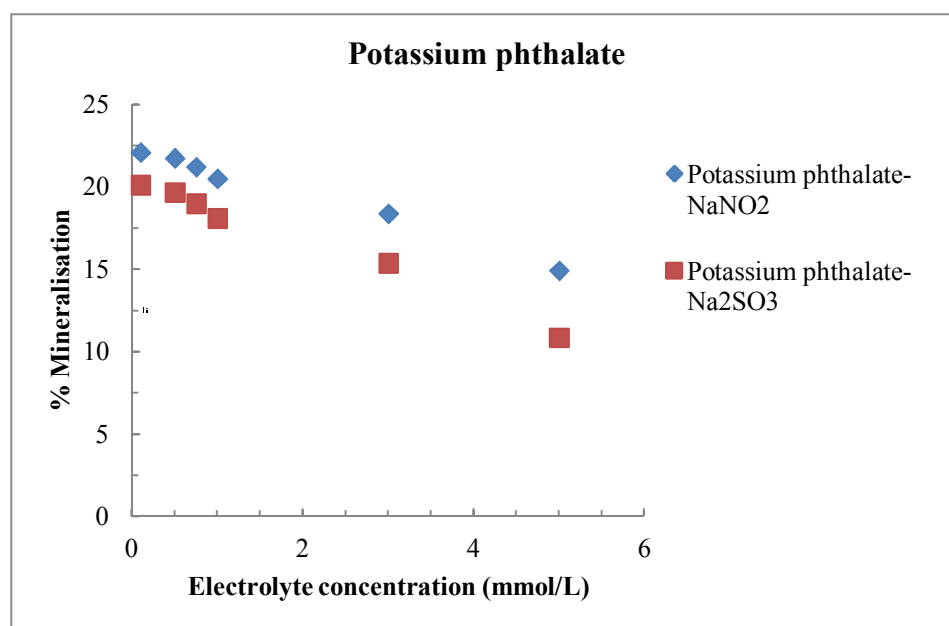 Potassium phthalate
25
20
15
10
5
0
0
2
4
6
% Mineralisation
Electrolyte concentration (mmol/L)
Potassium phthalate-
NaNO2
Potassium phthalate-
Na2SO3